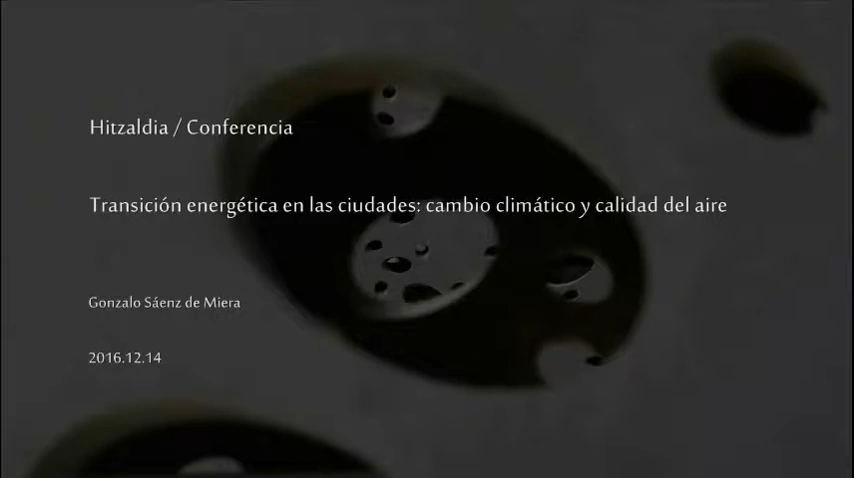 Hitzaldia / Conferencia
Transición energética en las ciudades: cambio climático y calidad del aire
Gonzalo Sáenz de Miera
2016.12.14